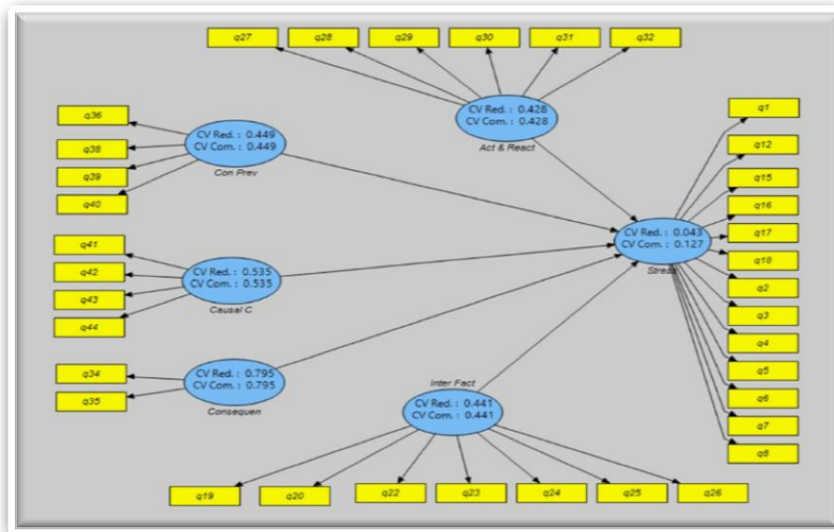 q27
q28
q29
q30
q31
q32
CV Red. : 0.428
CV Com. : 0.428
Act & React
q36
q38
q39
q40
CV Red. : 0.449
CV Com. : 0.449
Con Prev
q1
q12
q15
q16
q17
q18
q2
q3
q4
q5
q6
q7
q8
CV Red. : 0.043
CV Com. : 0.127
Stress
q41
q42
q43
q44
CV Red. : 0.535
CV Com. : 0.535
Causal C
q34
q35
CV Red. : 0.795
CV Com. : 0.795
Consequen
Inter Fact
CV Red. : 0.441
CV Com. : 0.441
q19
q20
q22
q23
q24
q25
q26